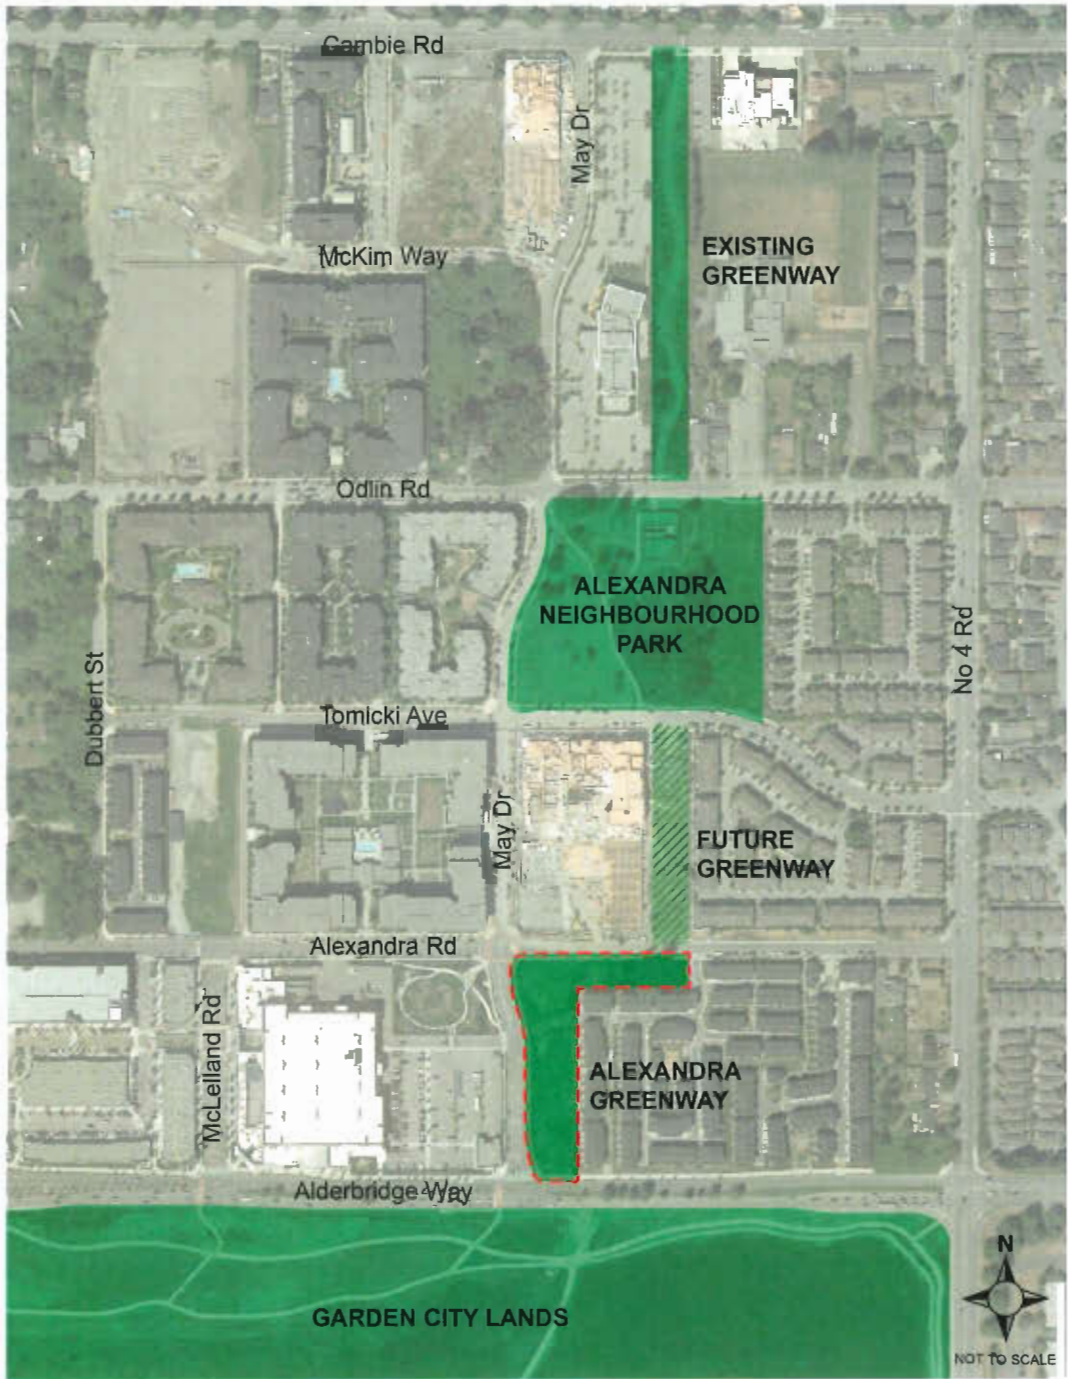 Cambie Rd
May Dr
EXISTING
GREENWAY
McKim Way
Odlin Rd
ALEXANDRA
NEIGHBOURHOOD
PARK
No 4 Rd
Dubbert St
Tomicki Ave
May Dr
FUTURE
GREENWAY
Alexandra Rd
McLelland Rd
ALEXANDRA
GREENWAY
Alderbridge Way
N
GARDEN CITY LANDS
NOT TO SCALE